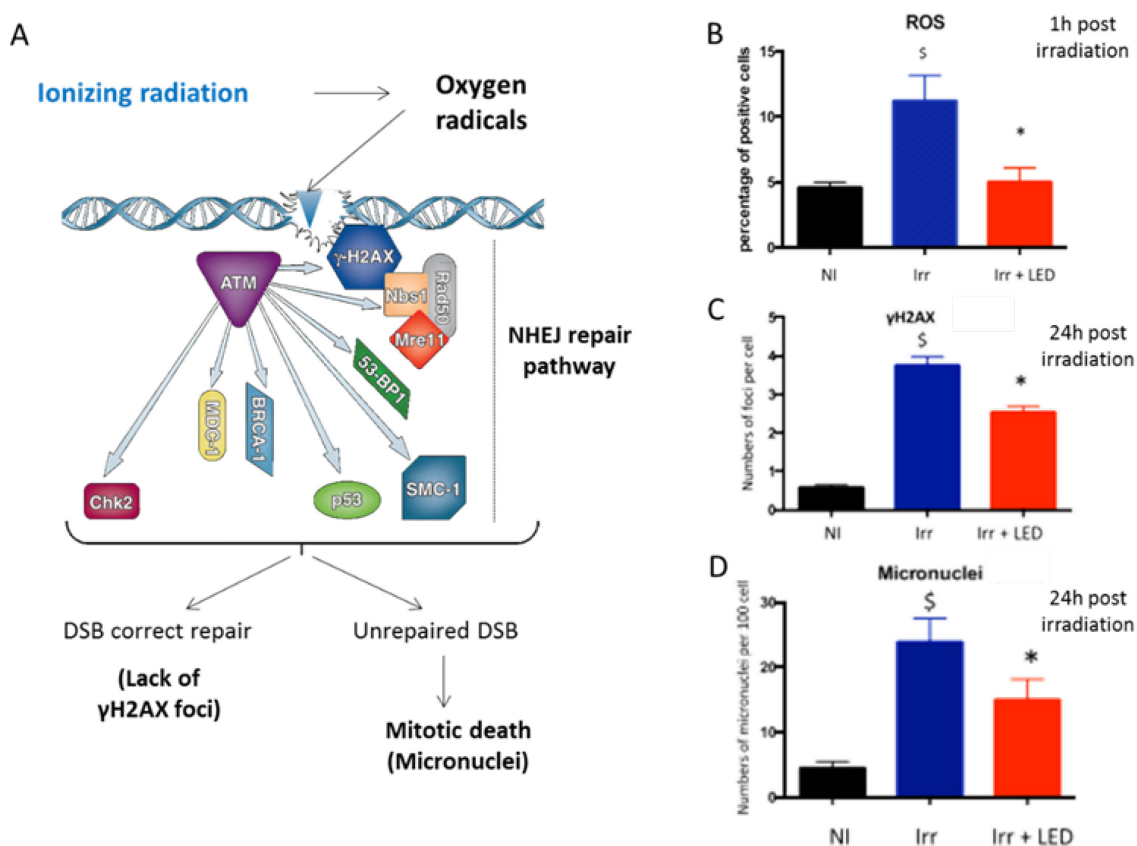 A
Ionizing radiation
Oxygen
radicals
γ-H2AX
ATM
Nbs1
Rad50
Mre11
NHEJ repair
pathway
53-BP1
MDC-1
BRCA-1
Chk2
p53
SMC-1
DSB correct repair
(Lack of
γH2AX foci)
Unrepaired DSB
Mitotic death
(Micronuclei)
B
ROS
1h post
irradiation
percentage of positive cells
15
10
5
0
$
*
NI
Irr
Irr + LED
C
γH2AX
24h post
irradiation
Numbers of foci per cell
5
4
3
2
1
0
$
*
NI
Irr
Irr + LED
D
Micronuclei
24h post
irradiation
Numbers of micronuclei per 100 cell
30
20
10
0
$
*
NI
Irr
Irr + LED